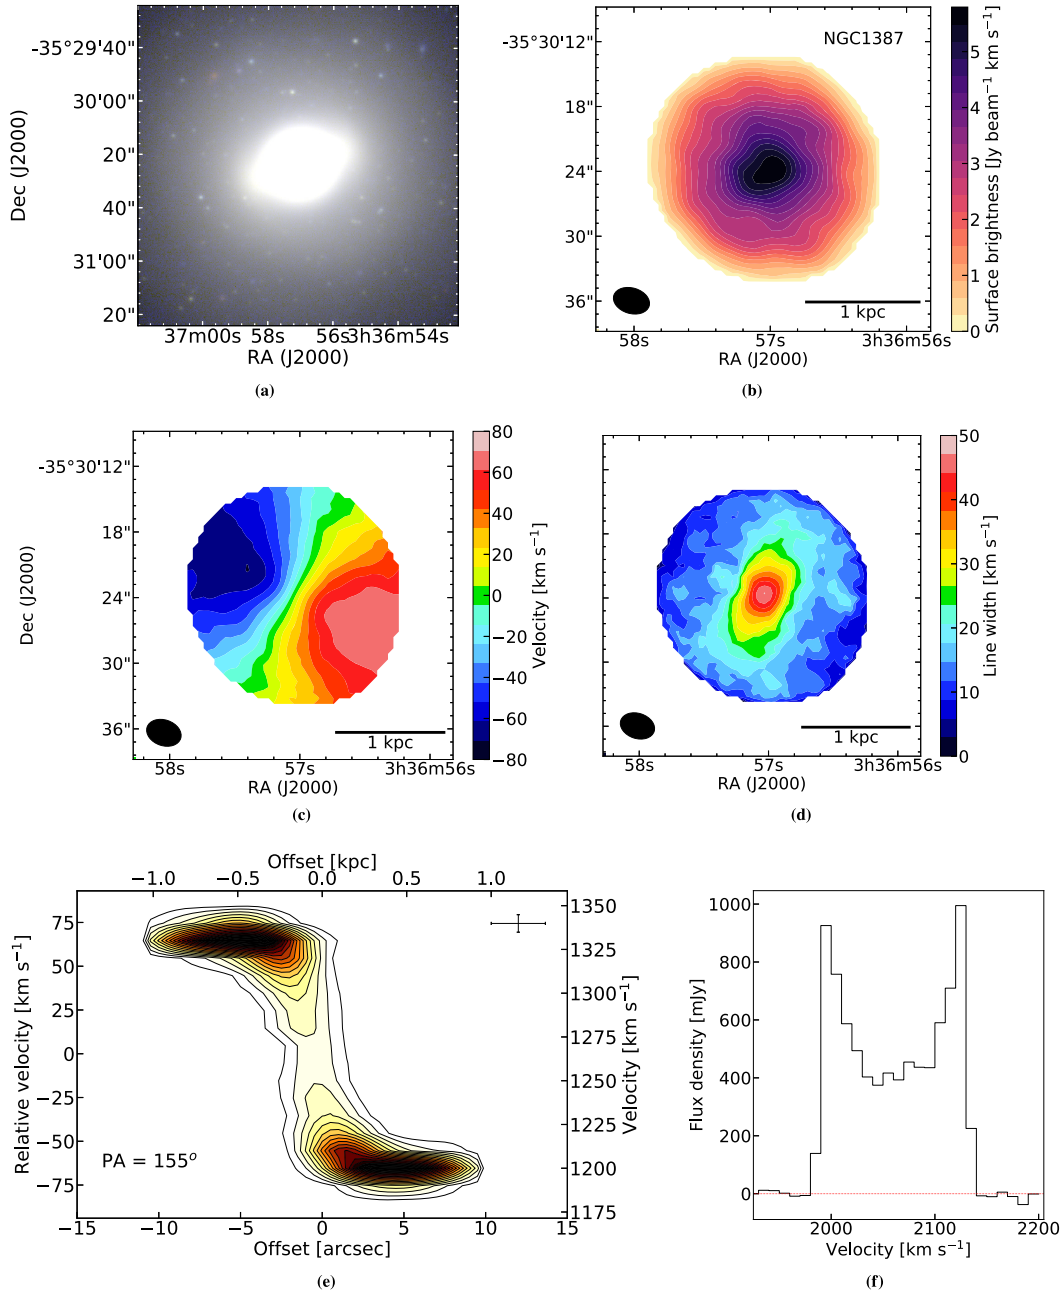 -35°29'40"
30'00"
20"
40"
31'00"
20"
Dec (J2000)
37m00s 58s 56s 3h36m54s
RA (J2000)
(a)
NGC1387
-35°30'12"
18"
24"
30"
36"
1 kpc
58s 57s 3h36m56s
RA (J2000)
5
4
3
2
1
0
Surface brightness [Jy beam⁻¹ km s⁻¹]
(b)
-35°30'12"
18"
24"
30"
36"
Dec (J2000)
1 kpc
58s 57s 3h36m56s
RA (J2000)
80
60
40
20
0
−20
−40
−60
−80
Velocity [km s⁻¹]
(c)
1 kpc
58s 57s 3h36m56s
RA (J2000)
50
40
30
20
10
0
Line width [km s⁻¹]
(d)
Offset [kpc]
−1.0 −0.5 0.0 0.5 1.0
75
50
25
0
−25
−50
−75
Relative velocity [km s⁻¹]
PA = 155°
1350
1325
1300
1275
1250
1225
1200
1175
Velocity [km s⁻¹]
−15 −10 −5 0 5 10 15
Offset [arcsec]
(e)
1000
800
600
400
200
0
Flux density [mJy]
2000 2100 2200
Velocity [km s⁻¹]
(f)